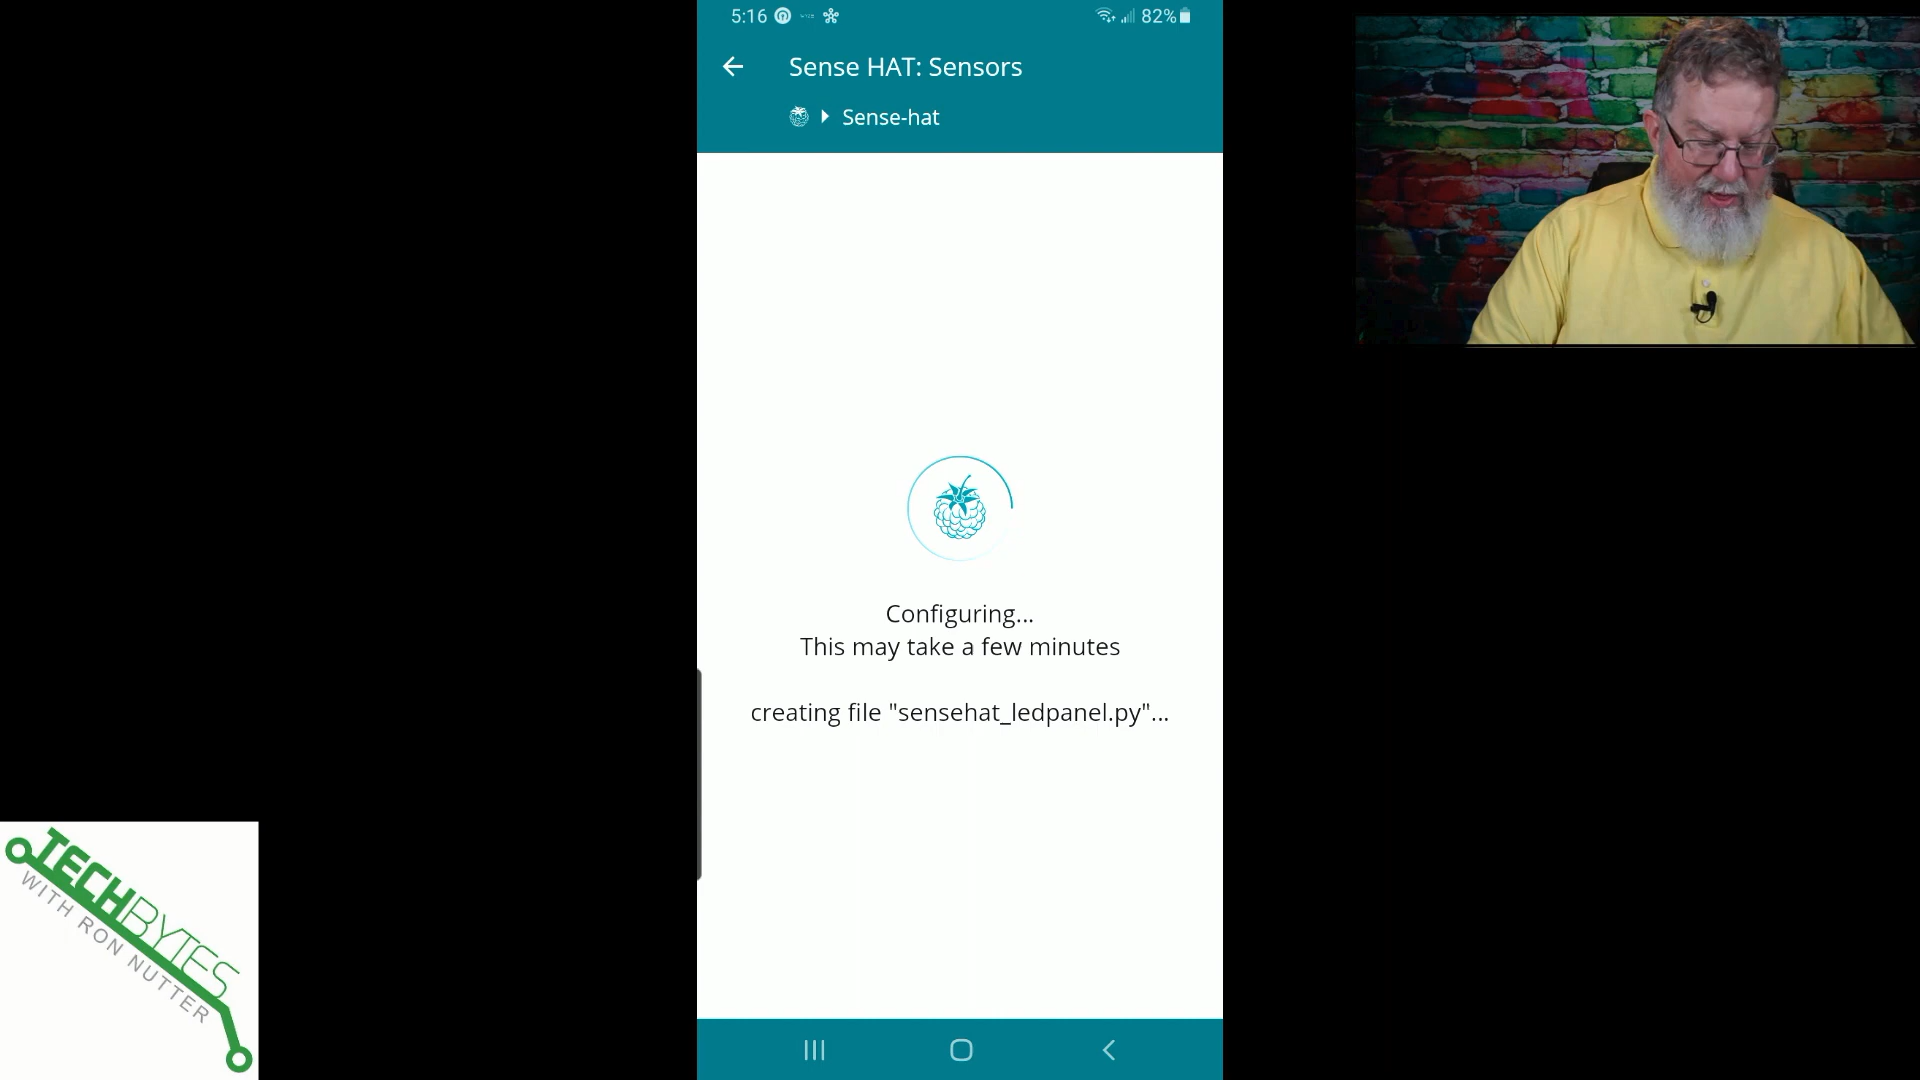 5:16
82%
Sense HAT: Sensors
Sense-hat
Configuring...
This may take a few minutes
creating file "sensehat_ledpanel.py"...
TECHBYTES
WITH RON NUTTER